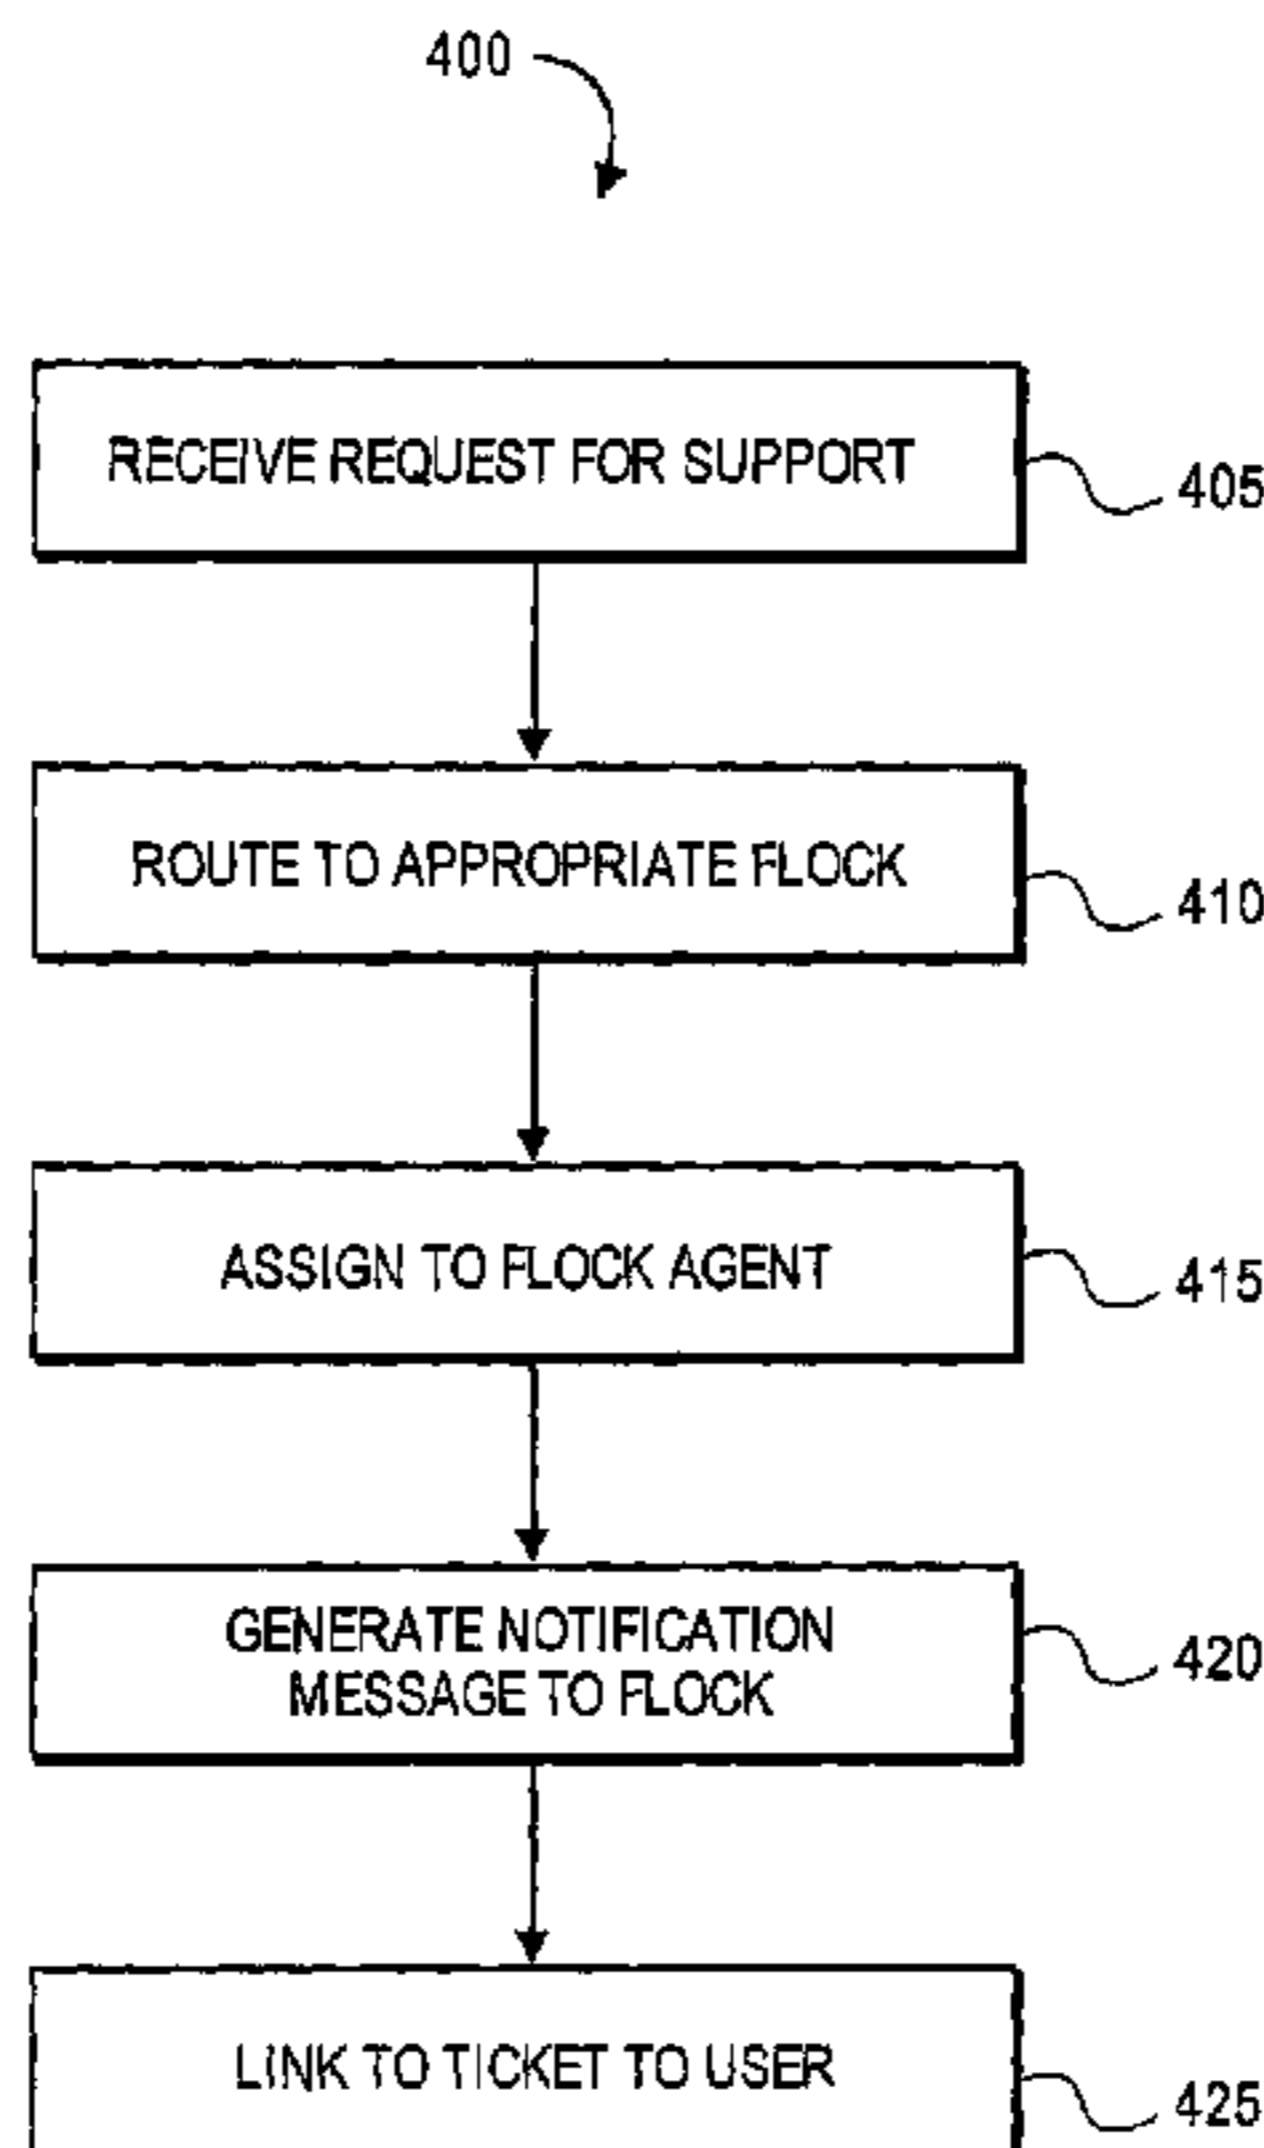 400
RECEIVE REQUEST FOR SUPPORT
405
ROUTE TO APPROPRIATE FLOCK
410
ASSIGN TO FLOCK AGENT
415
GENERATE NOTIFICATION
MESSAGE TO FLOCK
420
LINK TO TICKET TO USER
425